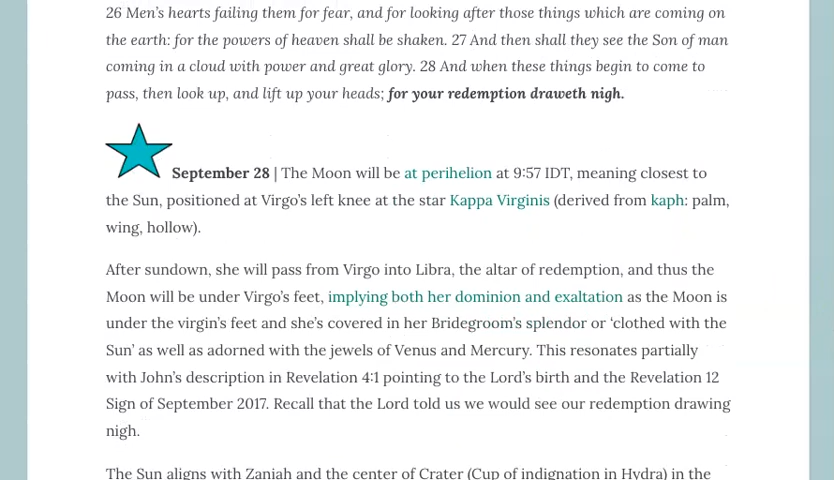 26 Men’s hearts failing them for fear, and for looking after those things which are coming on
the earth: for the powers of heaven shall be shaken. 27 And then shall they see the Son of man
coming in a cloud with power and great glory. 28 And when these things begin to come to
pass, then look up, and lift up your heads; for your redemption draweth nigh.
September 28 | The Moon will be at perihelion at 9:57 IDT, meaning closest to
the Sun, positioned at Virgo’s left knee at the star Kappa Virginis (derived from kaph: palm,
wing, hollow).
After sundown, she will pass from Virgo into Libra, the altar of redemption, and thus the
Moon will be under Virgo’s feet, implying both her dominion and exaltation as the Moon is
under the virgin’s feet and she’s covered in her Bridegroom’s splendor or ‘clothed with the
Sun’ as well as adorned with the jewels of Venus and Mercury. This resonates partially
with John’s description in Revelation 4:1 pointing to the Lord’s birth and the Revelation 12
Sign of September 2017. Recall that the Lord told us we would see our redemption drawing
nigh.
The Sun aligns with Zaniah and the center of Crater (Cup of indignation in Hydra) in the